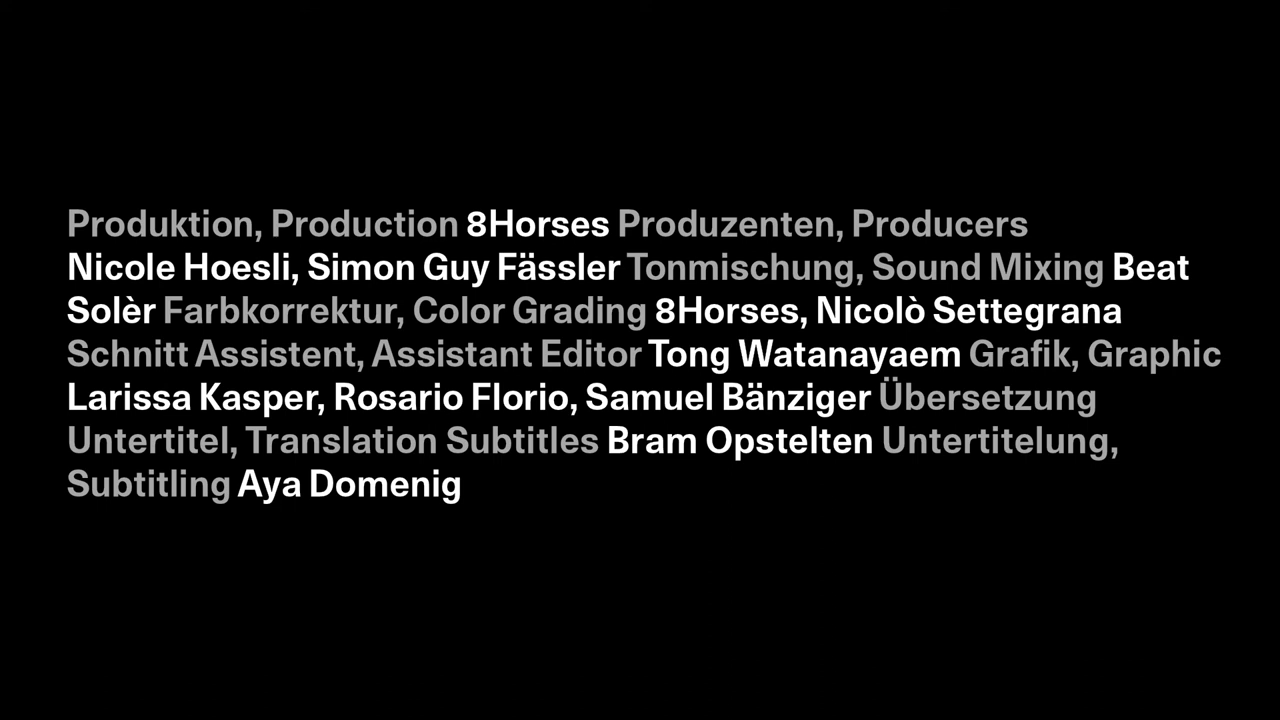 Produktion, Production 8Horses Produzenten, Producers
Nicole Hoesli, Simon Guy Fässler Tonmischung, Sound Mixing Beat
Solèr Farbkorrektur, Color Grading 8Horses, Nicolò Settegrana
Schnitt Assistent, Assistant Editor Tong Watanayaem Grafik, Graphic
Larissa Kasper, Rosario Florio, Samuel Bänziger Übersetzung
Untertitel, Translation Subtitles Bram Opstelten Untertitelung,
Subtitling Aya Domenig